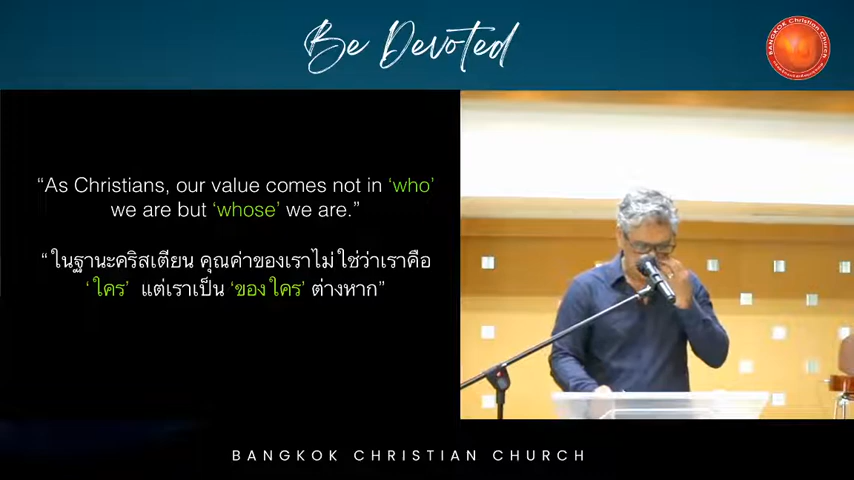 Be Devoted
BANGKOK Christian Church
“As Christians, our value comes not in ‘who’
we are but ‘whose’ we are.”
“ในฐานะคริสเตียน คุณค่าของเราไม่ใช่ว่าเราคือ
‘ใคร’ แต่เราเป็น ‘ของใคร’ ต่างหาก”
BANGKOK CHRISTIAN CHURCH